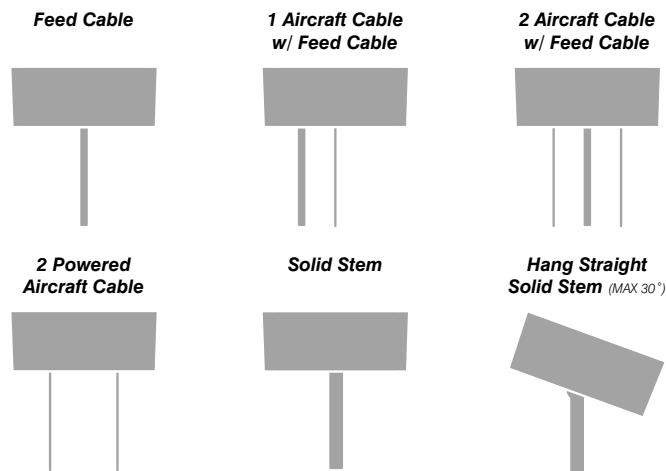 Feed Cable
1 Aircraft Cable
w/ Feed Cable
2 Aircraft Cable
w/ Feed Cable
2 Powered
Aircraft Cable
Solid Stem
Hang Straight
Solid Stem (MAX 30°)